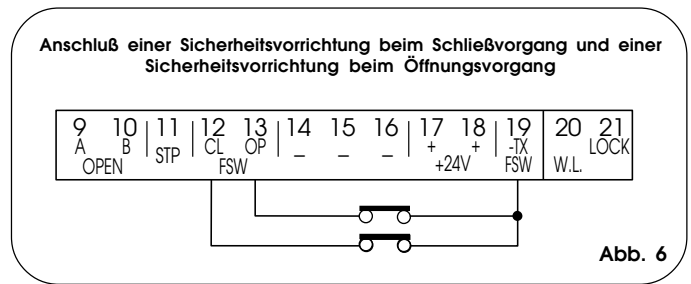 Anschluß einer Sicherheitsvorrichtung beim Schließvorgang und einer
Sicherheitsvorrichtung beim Öffnungsvorgang
9 10 11 12 13 14 15 16 17 18 19 20 21
A B STP CL OP _ _ _ + + -TX LOCK
OPEN FSW +24V FSW W.L.
Abb. 6